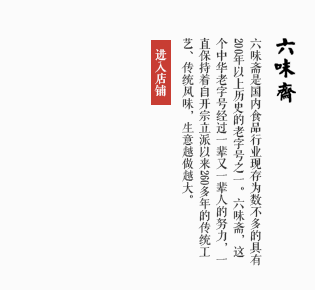 六味斋
六味斋是国内食品行业现存为数不多的具有
200年以上历史的老字号之一。六味斋，这
个中华老字号经过一辈又一辈人的努力，一
直保持着自开宗立派以来260多年的传统工
艺、传统风味，生意越做越大。
进入店铺